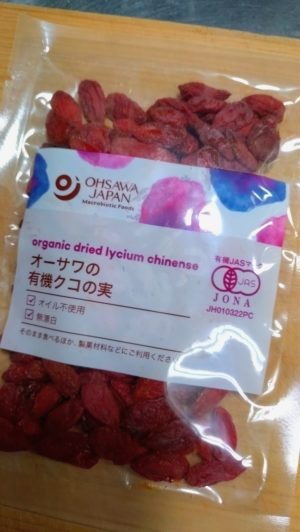 OHSAWA
JAPAN
Macrobiotic Foods
organic dried lycium chinense
オーサワの
有機クコの実
オイル不使用
無漂白
そのまま食べるほか、製菓材料などにご利用ください
有機JASマーク
JAS
JONA
JH010322PC